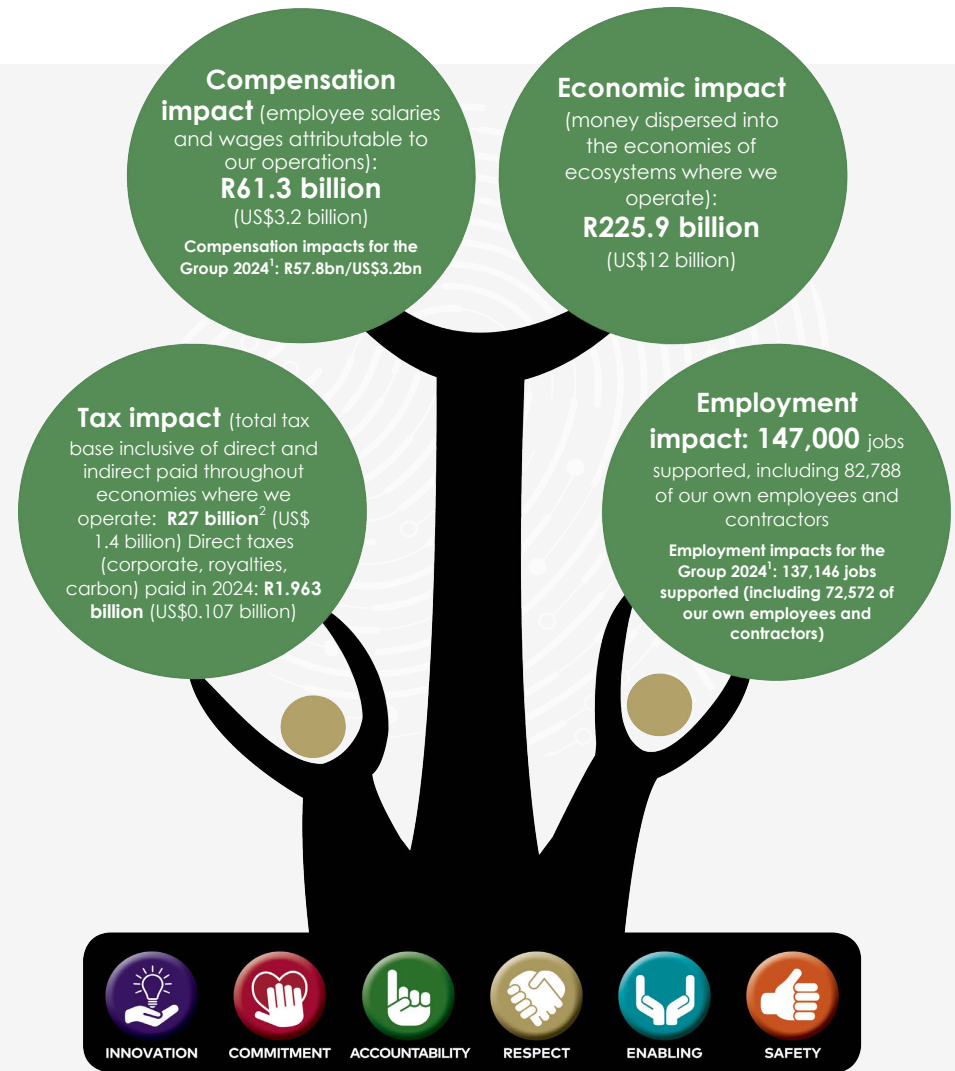 Compensation
impact (employee salaries
and wages attributable to
our operations):
R61.3 billion
(US$3.2 billion)
Compensation impacts for the
Group 2024¹: R57.8bn/US$3.2bn
Economic impact
(money dispersed into
the economies of
ecosystems where we
operate):
R225.9 billion
(US$12 billion)
Tax impact (total tax
base inclusive of direct and
indirect paid throughout
economies where we
operate: R27 billion² (US$
1.4 billion) Direct taxes
(corporate, royalties,
carbon) paid in 2024: R1.963
billion (US$0.107 billion)
Employment
impact: 147,000 jobs
supported, including 82,788
of our own employees and
contractors
Employment impacts for the
Group 2024¹: 137,146 jobs
supported (including 72,572 of
our own employees and
contractors)
INNOVATION
COMMITMENT
ACCOUNTABILITY
RESPECT
ENABLING
SAFETY